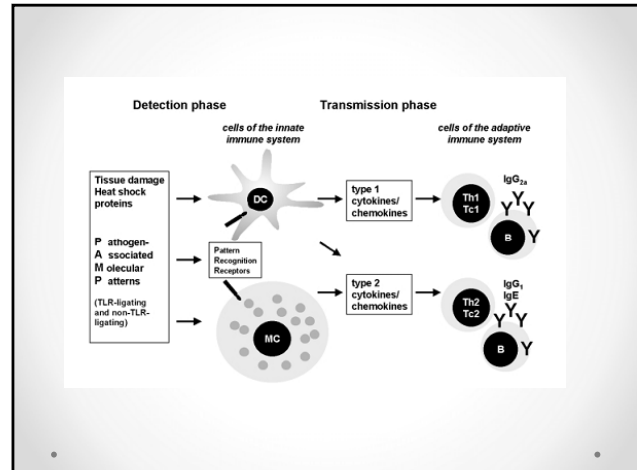 Detection phase
Transmission phase
cells of the innate
immune system
cells of the adaptive
immune system
Tissue damage
Heat shock
proteins
P athogen-
A ssociated
M olecular
P atterns
(TLR-ligating
and non-TLR-
ligating)
DC
Pattern
Recognition
Receptors
MC
type 1
cytokines/
chemokines
type 2
cytokines/
chemokines
Th1
Tc1
IgG2a
B
Th2
Tc2
IgG1
IgE
B